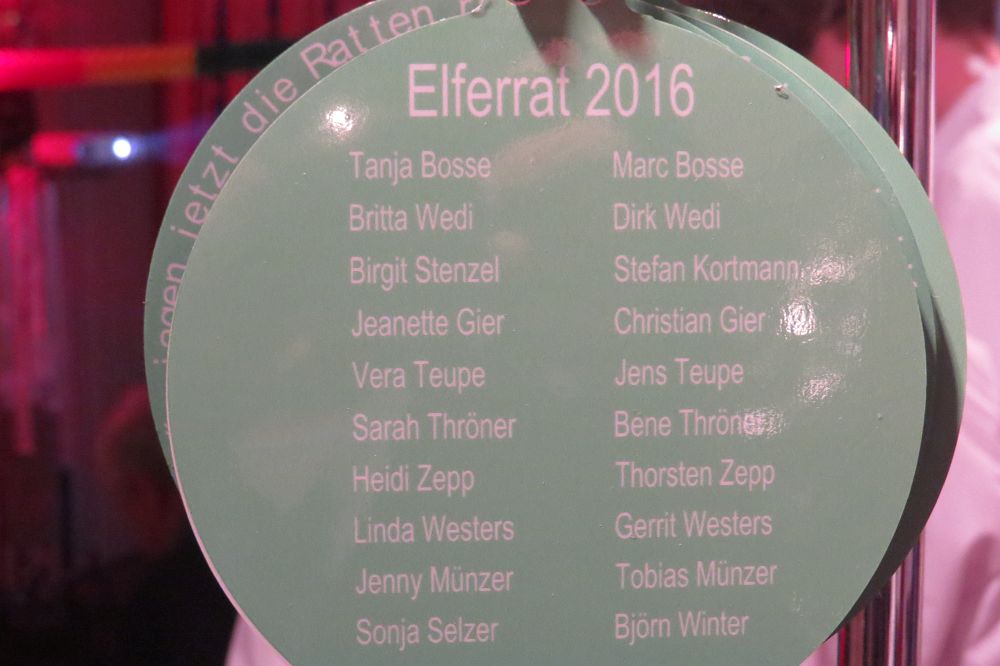 jagen jetzt die Ratten
Elferrat 2016
Tanja Bosse Marc Bosse
Britta Wedi Dirk Wedi
Birgit Stenzel Stefan Kortmann
Jeanette Gier Christian Gier
Vera Teupe Jens Teupe
Sarah Thröner Bene Thröner
Heidi Zepp Thorsten Zepp
Linda Westers Gerrit Westers
Jenny Münzer Tobias Münzer
Sonja Selzer Björn Winter